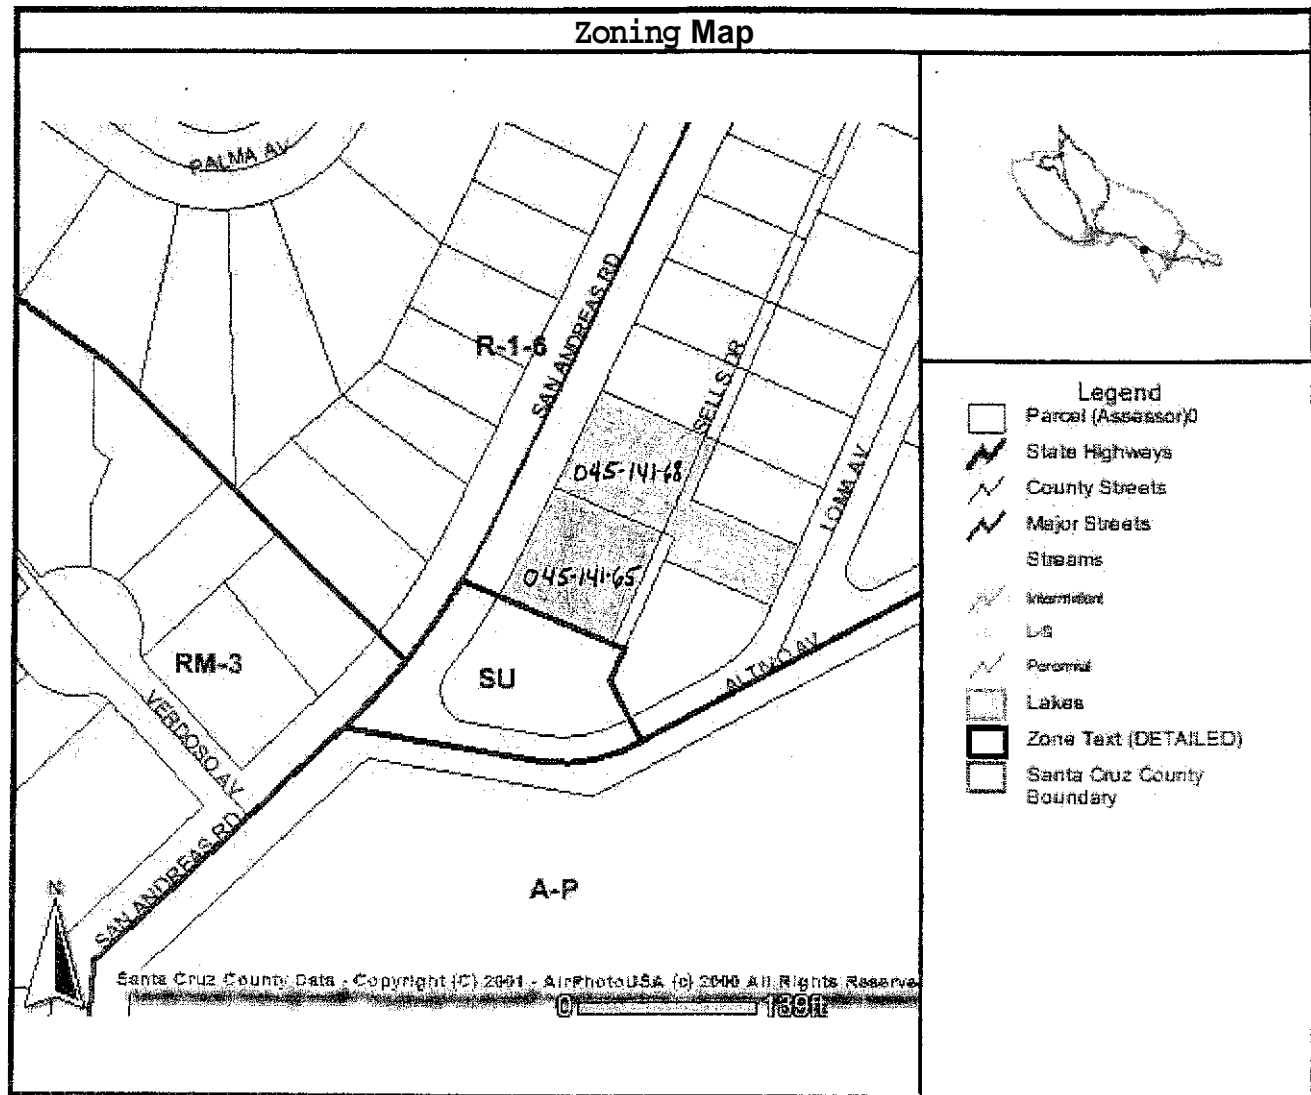 Zoning Map
PALMA AV
SAN ANDREAS RD
R-1-6
SELLS DR
045-141-68
LOMA AV
045-141-65
RM-3
SU
ALTIVO AV
VERDOSO AV
SAN ANDREAS RD
A-P
N
Santa Cruz County Data - Copyright (C) 2001 - AirPhotoUSA (c) 2000 All Rights Reserve
0 139ft
Legend
Parcel (Assessor)0
State Highways
County Streets
Major Streets
Streams
Intermittent
Perennial
Lakes
Zone Text (DETAILED)
Santa Cruz County
Boundary